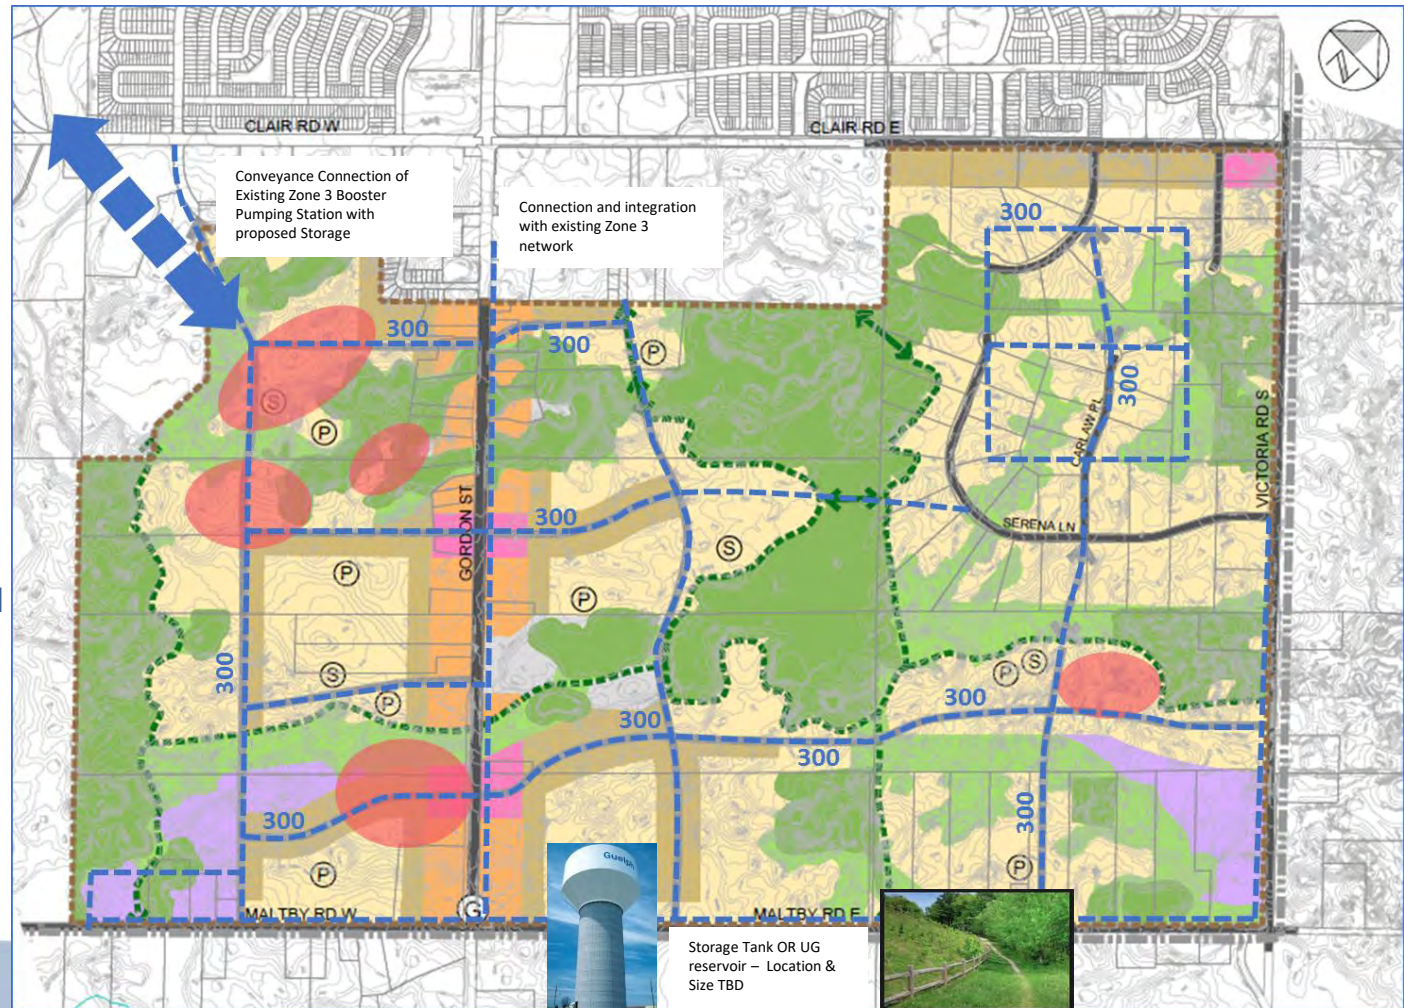 CLAIR RD W
CLAIR RD E
Conveyance Connection of
Existing Zone 3 Booster
Pumping Station with
proposed Storage
Connection and integration
with existing Zone 3
network
300
300
300
P
S
P
300
CARLAW PL
VICTORIA RD S
GORDON ST
300
SERENA LN
S
P
P
300
S
P
P
S
300
300
300
300
300
P
P
G
MALTBY RD W
MALTBY RD E
Guelph
Storage Tank OR UG
reservoir – Location &
Size TBD